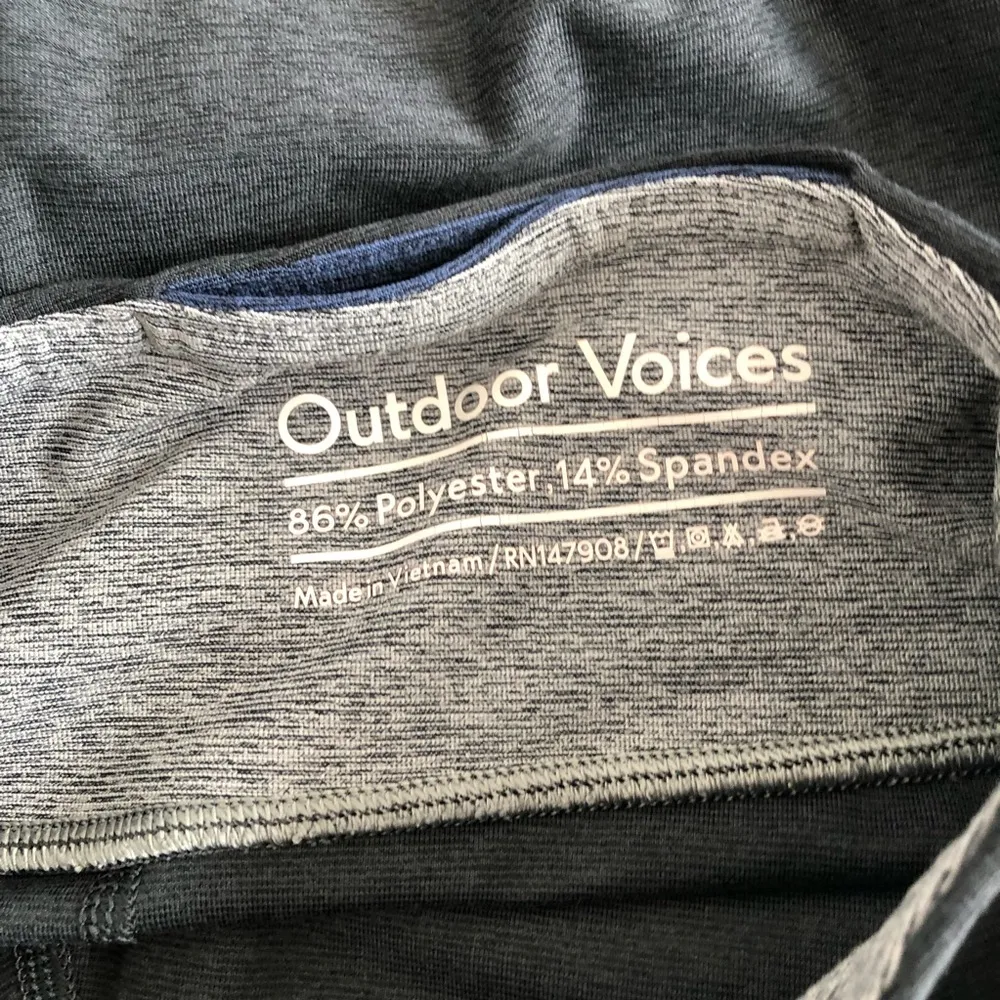 Outdoor Voices
86% Polyester, 14% Spandex
Made in Vietnam/RN147908/